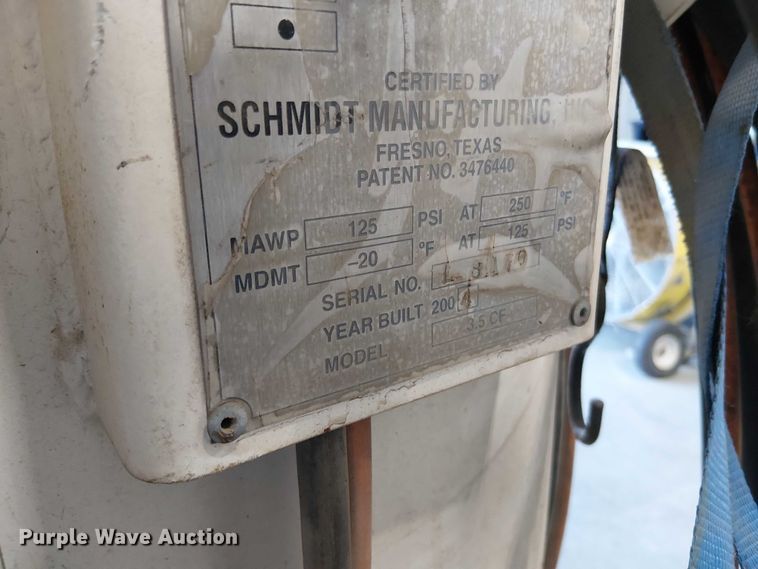 CERTIFIED BY
SCHMIDT MANUFACTURING, INC.
FRESNO, TEXAS
PATENT NO. 3476440
MAWP 125 PSI AT 250 °F
MDMT -20 °F AT 125 PSI
SERIAL NO.
YEAR BUILT 2004
MODEL 3.5 CF
Purple Wave Auction